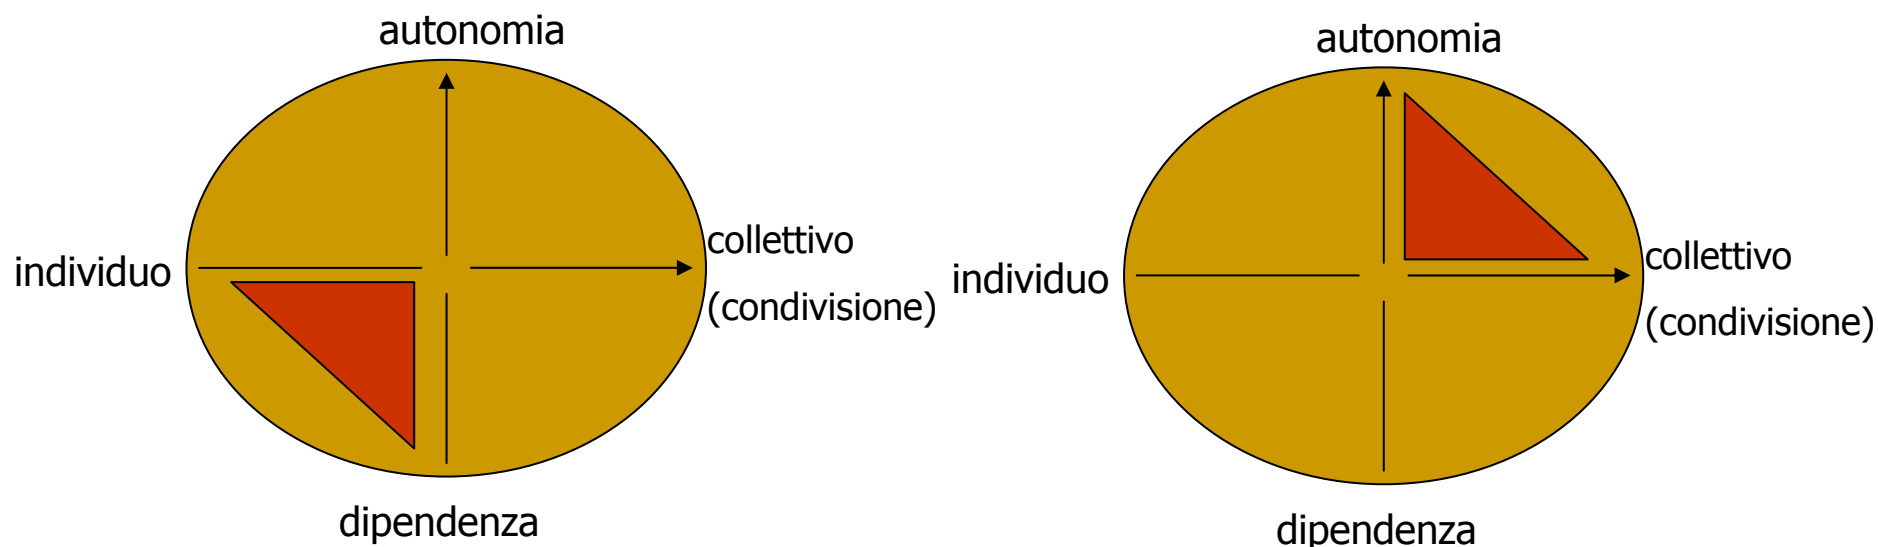 autonomia
individuo
collettivo
(condivisione)
dipendenza
autonomia
individuo
collettivo
(condivisione)
dipendenza